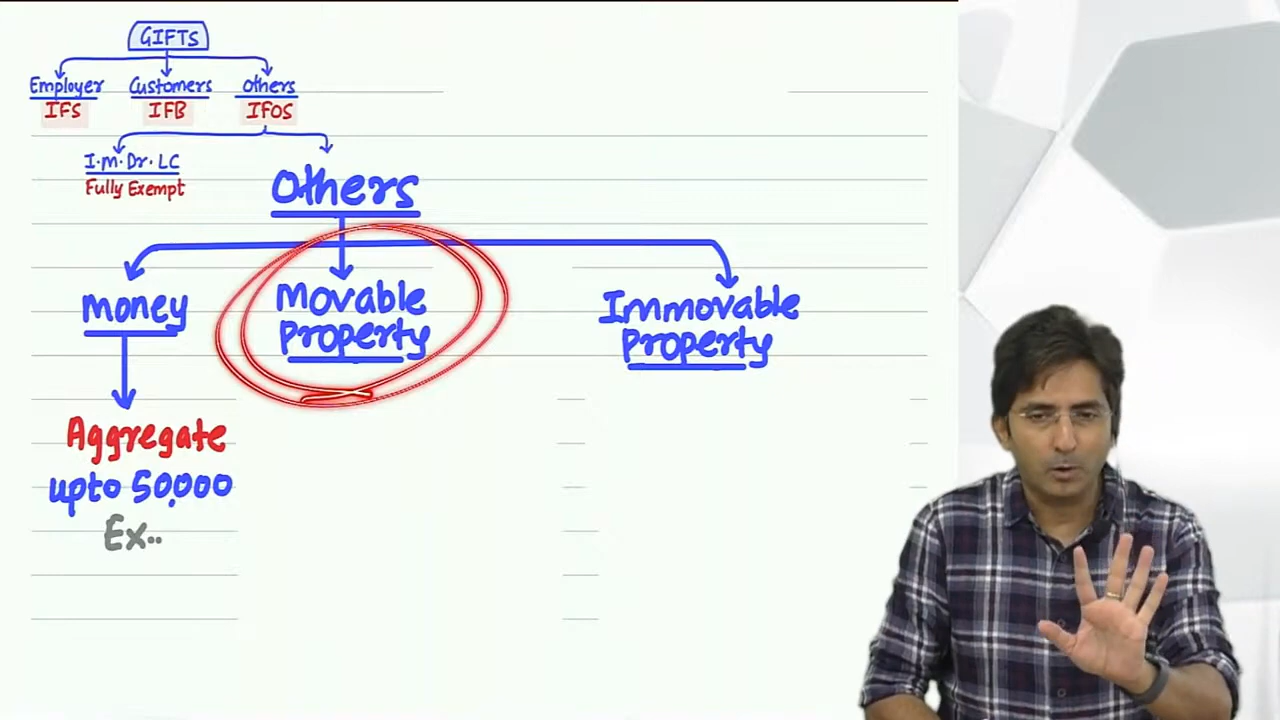 GIFTS
Employer Customers Others
IFS IFB IFOS
I.m.Dr.LC
Fully Exempt
Others
money Movable Property Immovable Property
Aggregate
upto 50,000
Ex..